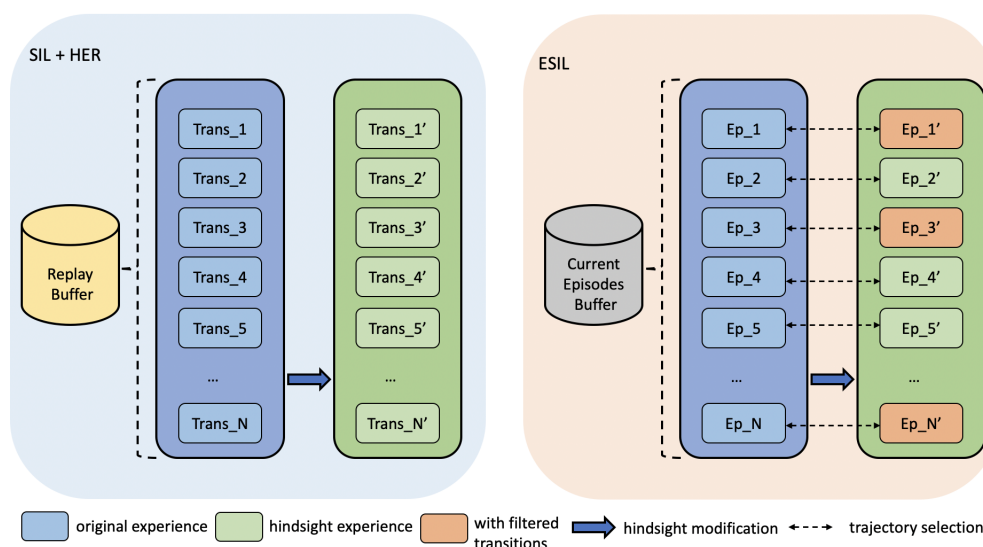 SIL + HER
Replay
Buffer
Trans_1
Trans_2
Trans_3
Trans_4
Trans_5
...
Trans_N
Trans_1’
Trans_2’
Trans_3’
Trans_4’
Trans_5’
...
Trans_N’
ESIL
Current
Episodes
Buffer
Ep_1
Ep_2
Ep_3
Ep_4
Ep_5
...
Ep_N
Ep_1’
Ep_2’
Ep_3’
Ep_4’
Ep_5’
...
Ep_N’
original experience
hindsight experience
with filtered
transitions
hindsight modification
trajectory selection